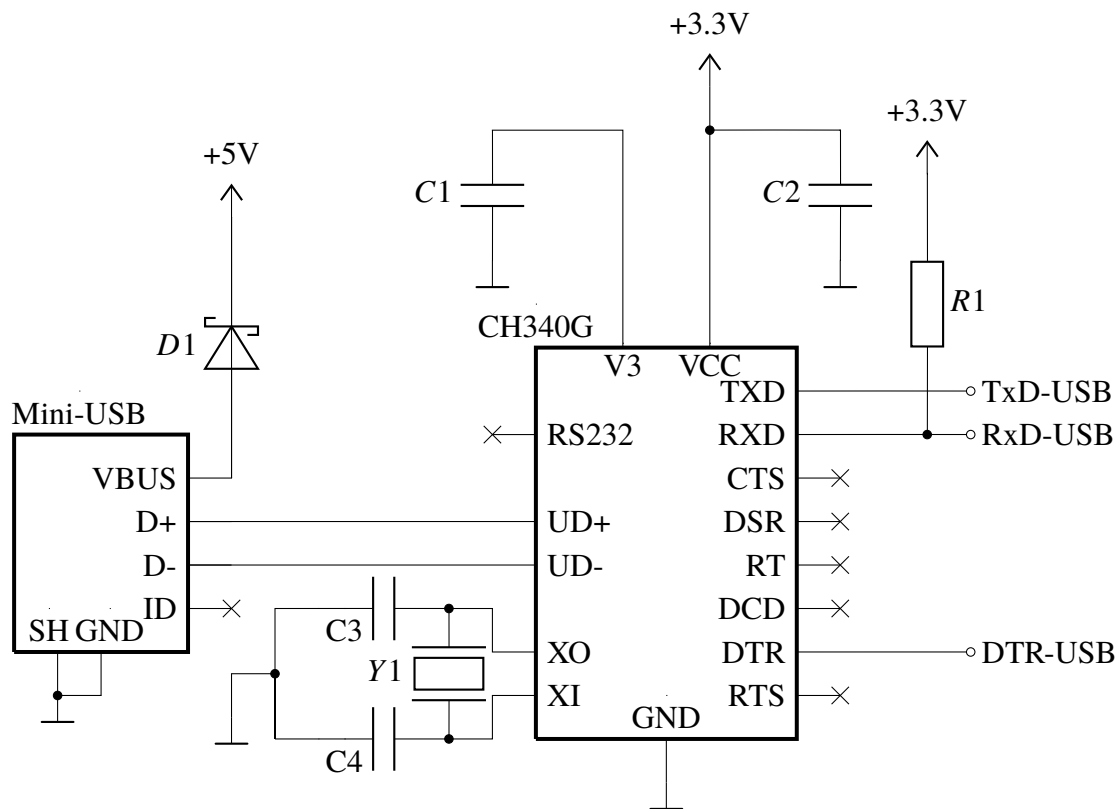 +3.3V
+3.3V
+5V
C1
C2
R1
CH340G
D1
V3 VCC
TXD TxD-USB
Mini-USB
RS232 RXD RxD-USB
VBUS CTS
D+ UD+ DSR
D- UD- RT
ID DCD
SH GND C3
XO DTR DTR-USB
Y1
XI RTS
GND
C4